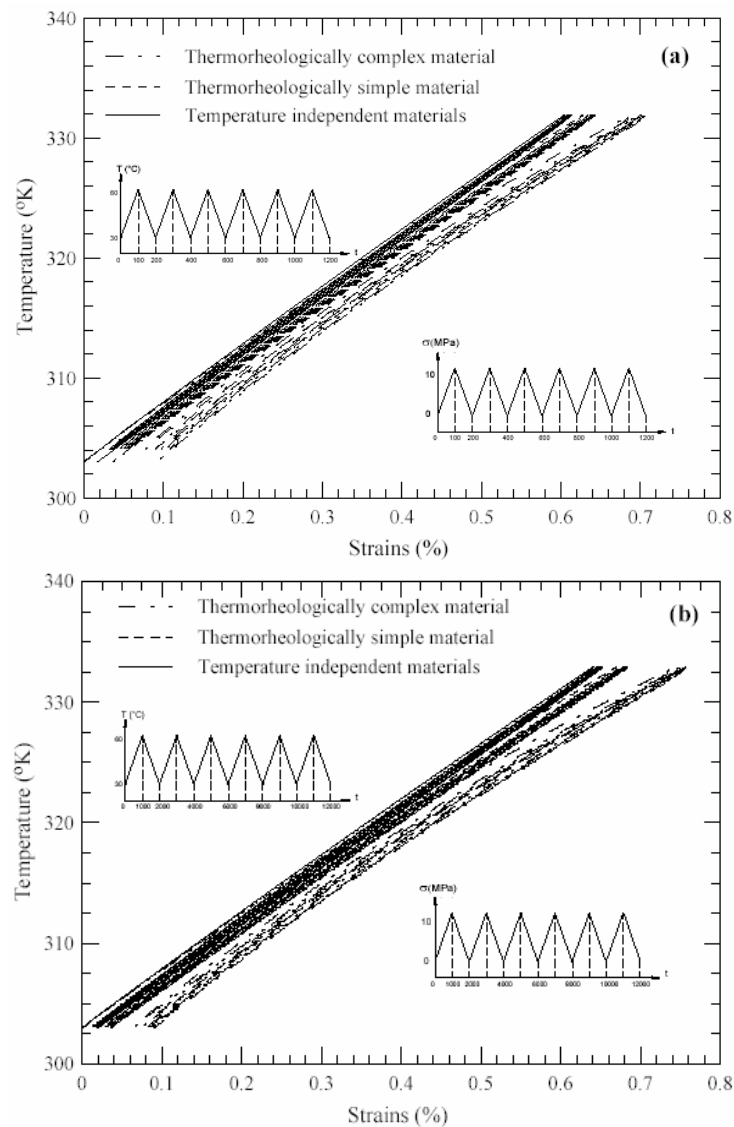 340
Thermorheologically complex material
(a)
Thermorheologically simple material
Temperature independent materials
330
T (°C)
60
30
100 200 400 600 800 1000 1200
t
320
Temperature (°K)
310
σ(MPa)
10
0
100 200 400 600 800 1000 1200
t
300
0 0.1 0.2 0.3 0.4 0.5 0.6 0.7 0.8
Strains (%)
340
Thermorheologically complex material
(b)
Thermorheologically simple material
Temperature independent materials
330
T (°C)
60
30
0 1000 2000 4000 6000 8000 10000 12000
t
320
Temperature (°K)
310
σ(MPa)
10
0
0 1000 2000 4000 6000 8000 10000 12000
t
300
0 0.1 0.2 0.3 0.4 0.5 0.6 0.7 0.8
Strains (%)